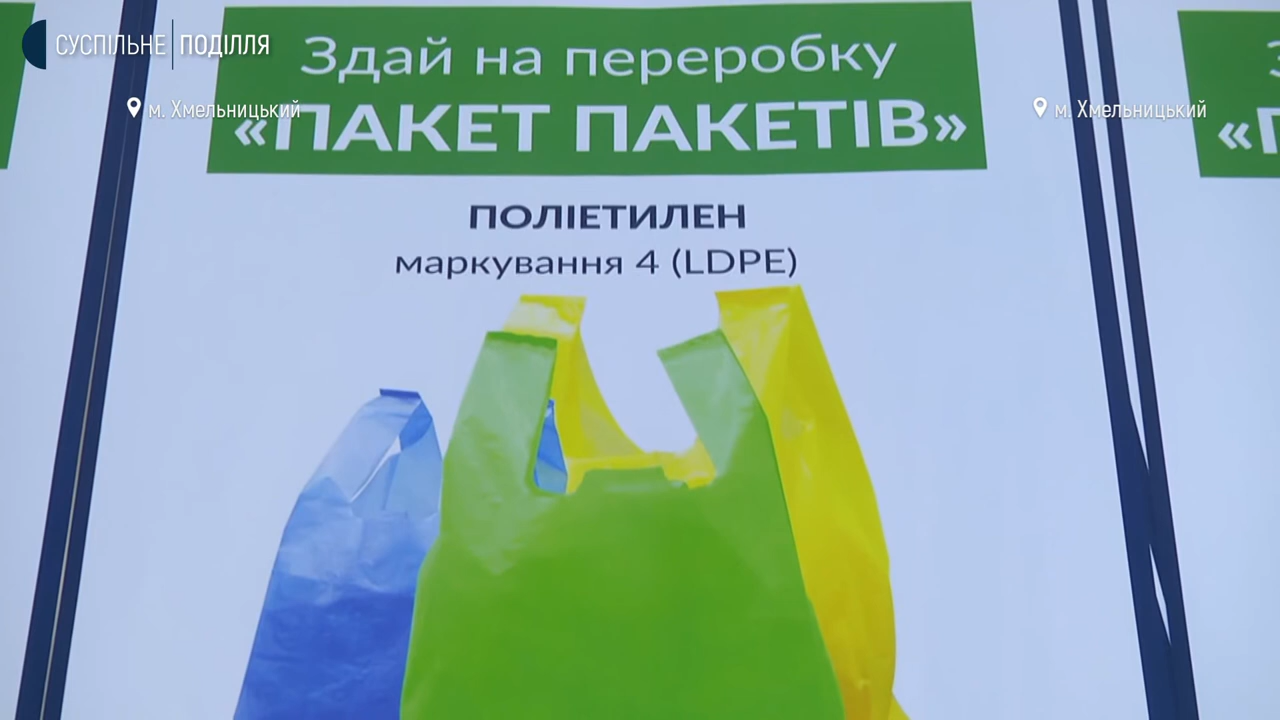 СУСПІЛЬНЕ ПОДІЛЛЯ
м. Хмельницький
м. Хмельницький
Здай на переробку
«ПАКЕТ ПАКЕТІВ»
ПОЛІЕТИЛЕН
маркування 4 (LDPE)